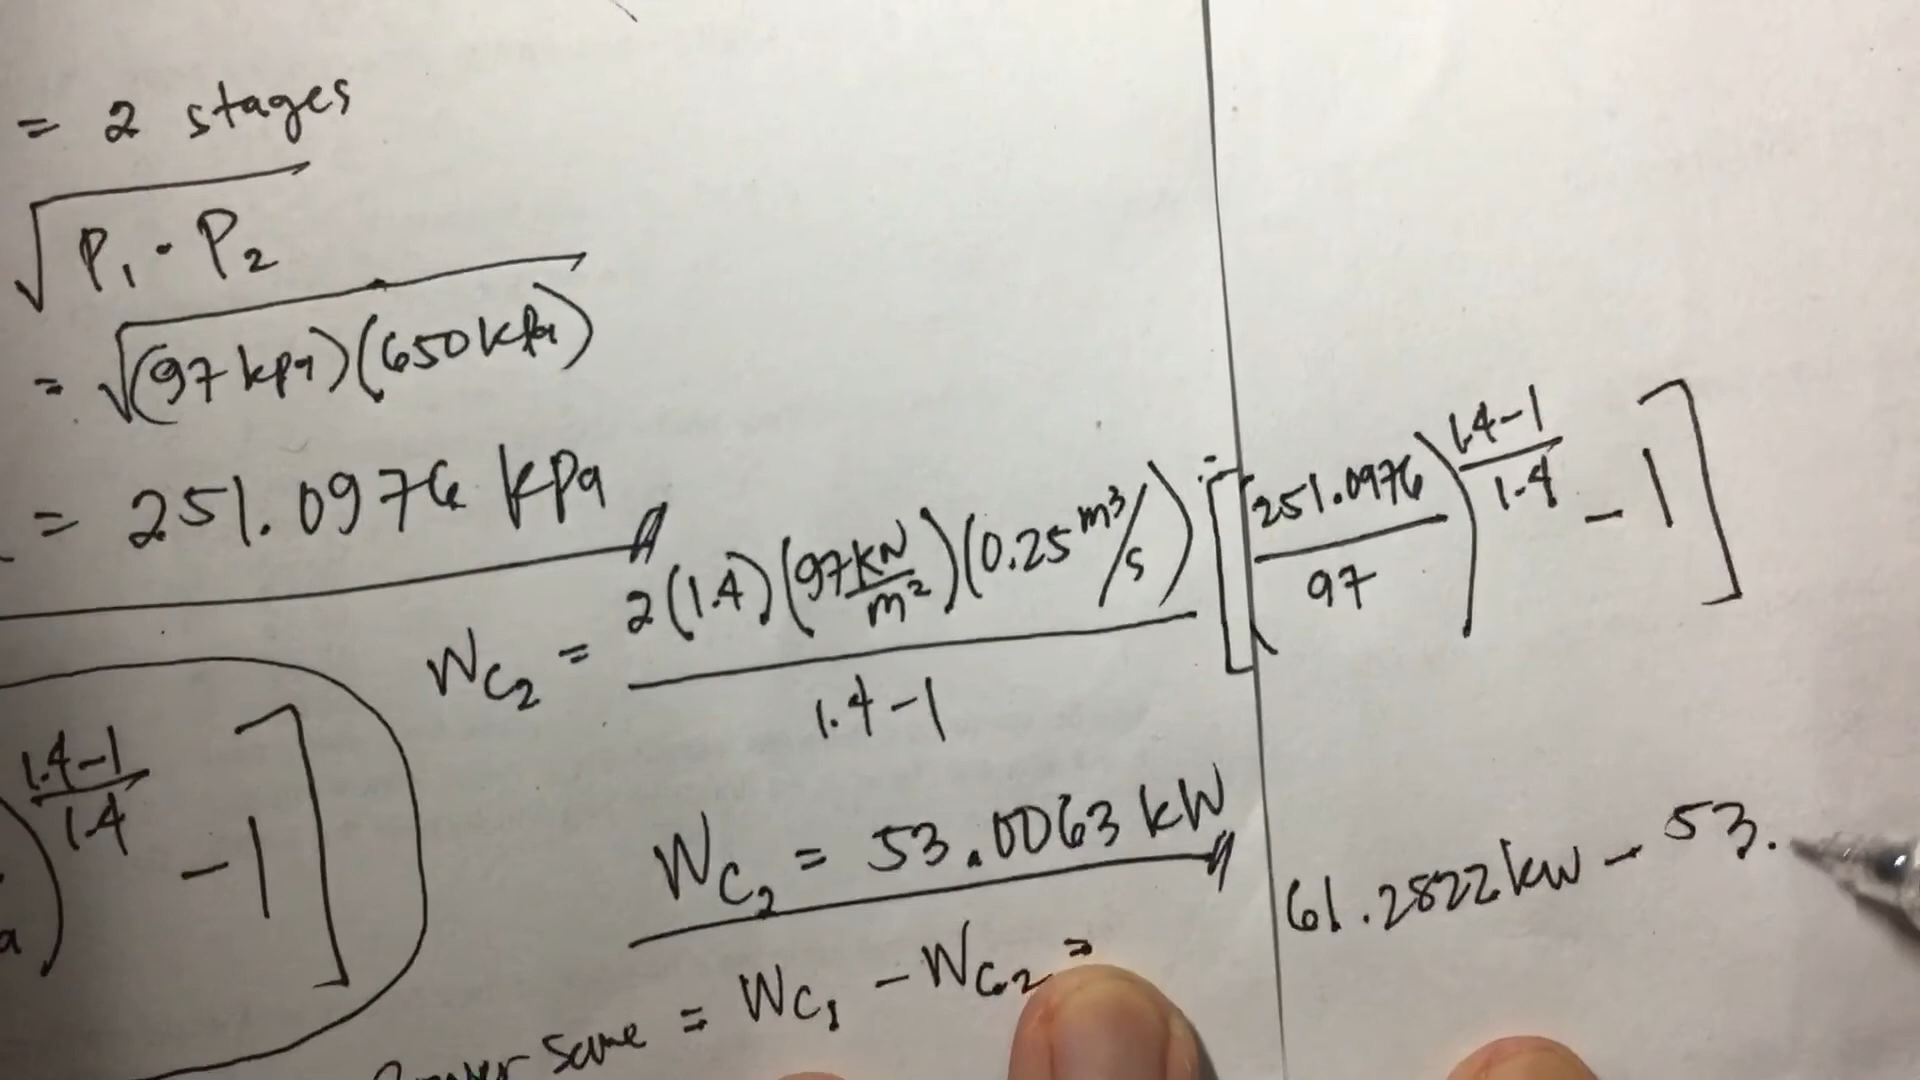 = 2 stages
√P₁ · P₂
= √(97 kPa)(650 kPa)
= 251.0976 kPa
W_C₂ = 2(1.4)(97 kN/m²)(0.25 m³/s) / 1.4-1 [(251.0976/97)^(1.4-1/1.4) - 1]
)^(1.4-1/1.4) - 1]
W_C₂ = 53.0063 kW
= W_C₁ - W_C₂ = 61.2822 kW - 53.